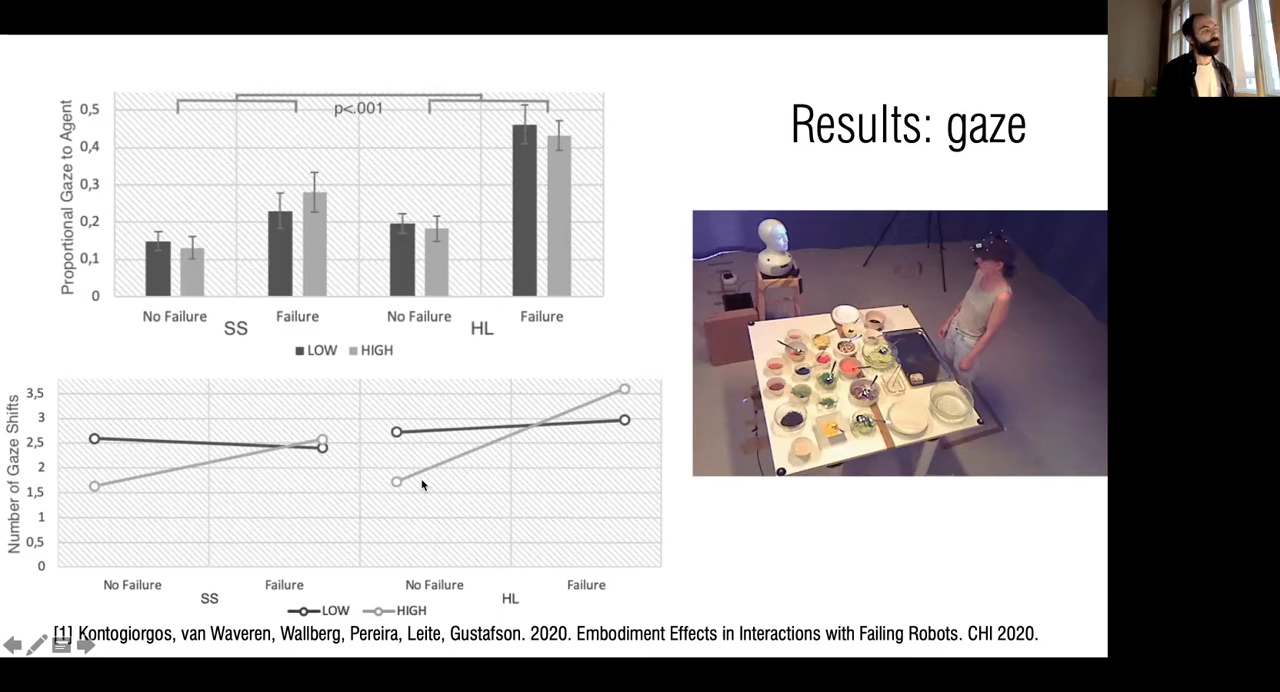 Results: gaze
Proportional Gaze to Agent
0,5
0,4
0,3
0,2
0,1
0
p<.001
No Failure
Failure
No Failure
Failure
SS
HL
LOW
HIGH
Number of Gaze Shifts
3,5
3
2,5
2
1,5
1
0,5
0
No Failure
Failure
No Failure
Failure
SS
HL
LOW
HIGH
[1] Kontogiorgos, van Waveren, Wallberg, Pereira, Leite, Gustafson. 2020. Embodiment Effects in Interactions with Failing Robots. CHI 2020.